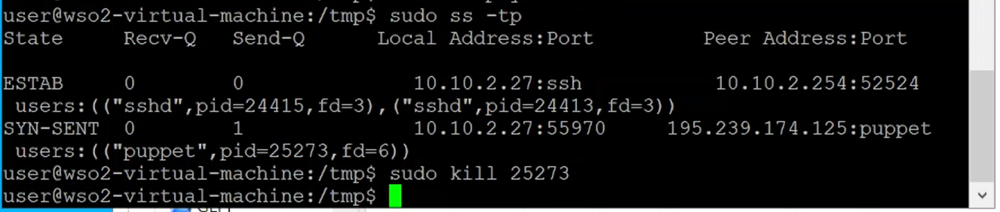 user@wso2-virtual-machine:/tmp$ sudo ss -tp
State Recv-Q Send-Q Local Address:Port Peer Address:Port
ESTAB 0 0 10.10.2.27:ssh 10.10.2.254:52524
users:(("sshd",pid=24415,fd=3),("sshd",pid=24413,fd=3))
SYN-SENT 0 1 10.10.2.27:55970 195.239.174.125:puppet
users:(("puppet",pid=25273,fd=6))
user@wso2-virtual-machine:/tmp$ sudo kill 25273
user@wso2-virtual-machine:/tmp$